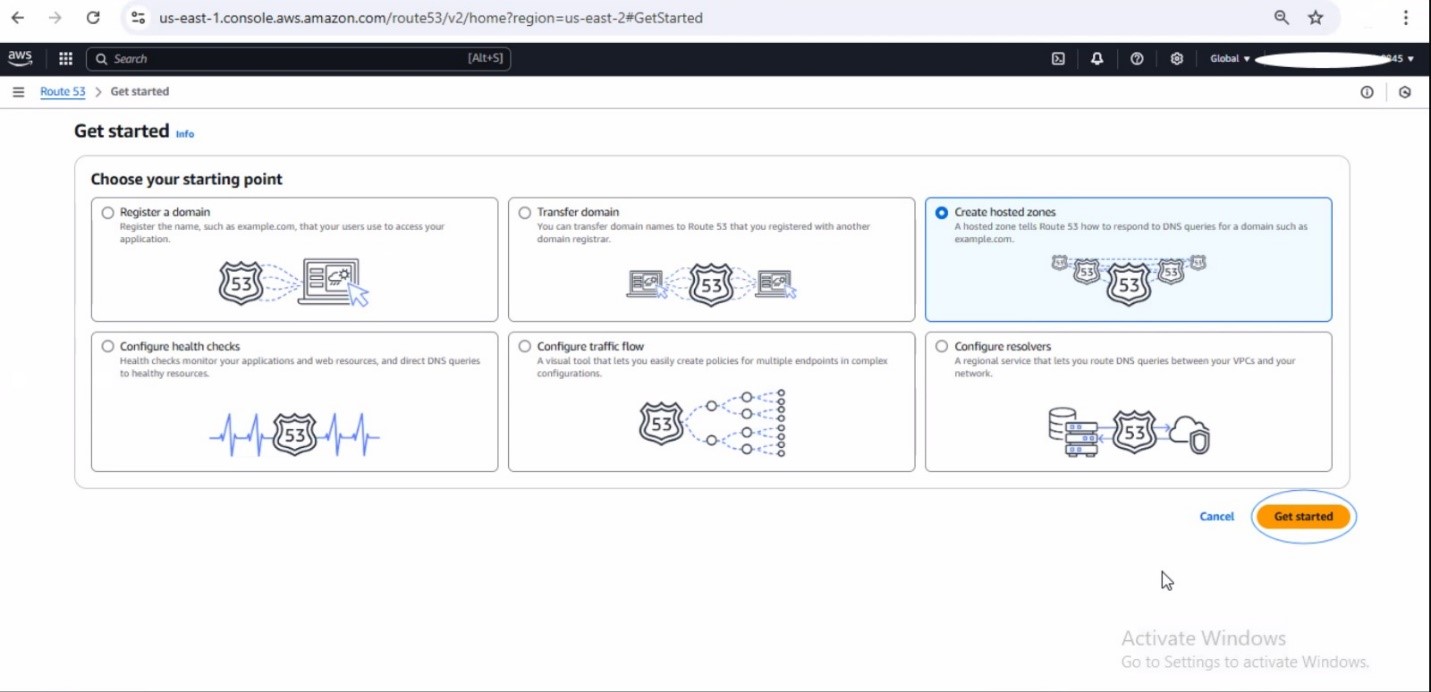 us-east-1.console.aws.amazon.com/route53/v2/home?region=us-east-2#GetStarted
aws
Search
[Alt+S]
Global
345
Route 53 > Get started
Get started Info
Choose your starting point
Register a domain
Register the name, such as example.com, that your users use to access your
application.
53
Transfer domain
You can transfer domain names to Route 53 that you registered with another
domain registrar.
53
Create hosted zones
A hosted zone tells Route 53 how to respond to DNS queries for a domain such as
example.com.
53 53 53 53 53
Configure health checks
Health checks monitor your applications and web resources, and direct DNS queries
to healthy resources.
53
Configure traffic flow
A visual tool that lets you easily create policies for multiple endpoints in complex
configurations.
53
Configure resolvers
A regional service that lets you route DNS queries between your VPCs and your
network.
53
Cancel
Get started
Activate Windows
Go to Settings to activate Windows.